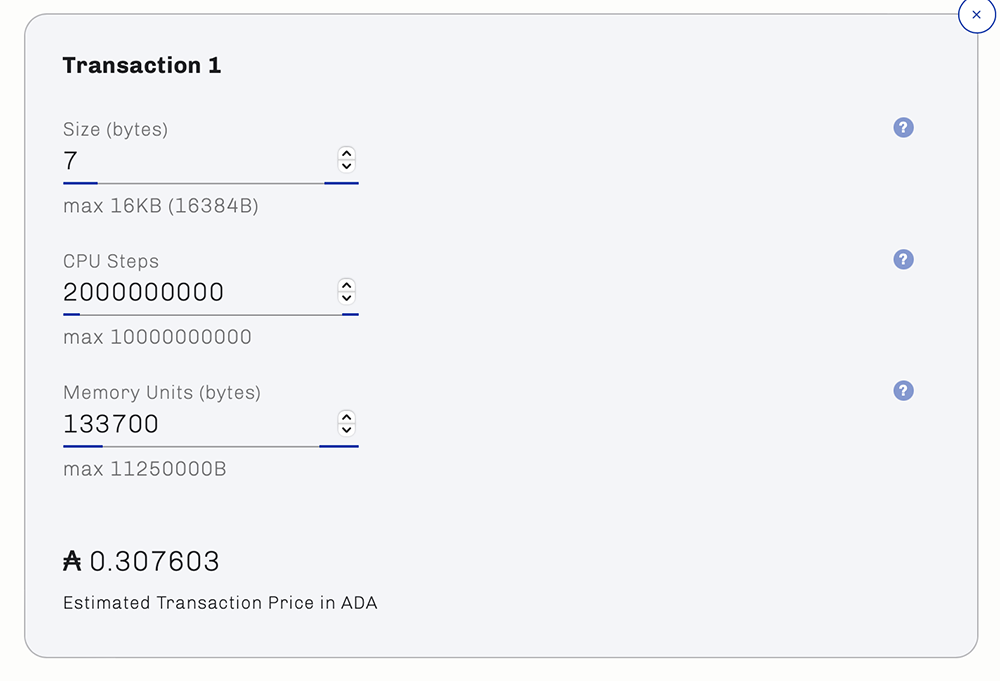 Transaction 1
Size (bytes)
?
7
max 16KB (16384B)
CPU Steps
?
2000000000
max 10000000000
Memory Units (bytes)
?
133700
max 11250000B
₳ 0.307603
Estimated Transaction Price in ADA